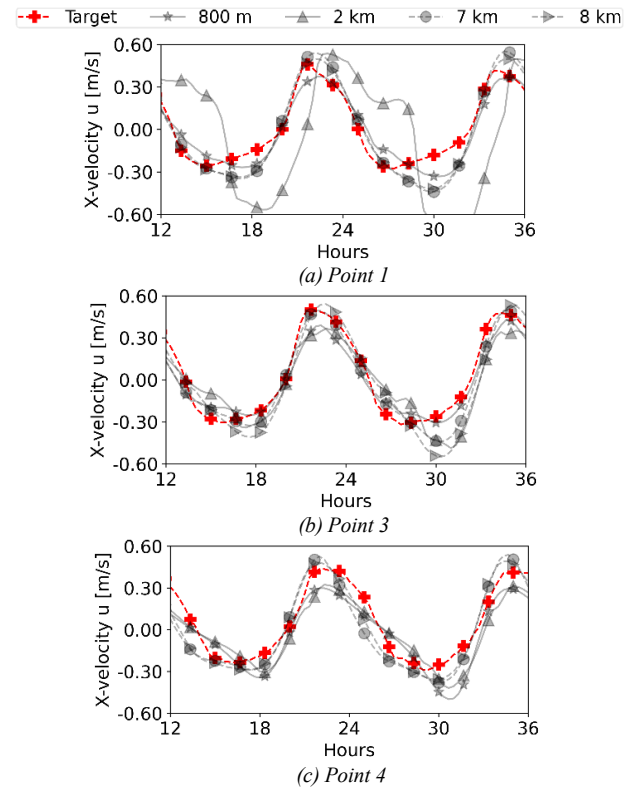 Target 800 m 2 km 7 km 8 km
X-velocity u [m/s]
0.60
0.30
0.00
-0.30
-0.60
12 18 24 30 36
Hours
(a) Point 1
X-velocity u [m/s]
0.60
0.30
0.00
-0.30
-0.60
12 18 24 30 36
Hours
(b) Point 3
X-velocity u [m/s]
0.60
0.30
0.00
-0.30
-0.60
12 18 24 30 36
Hours
(c) Point 4